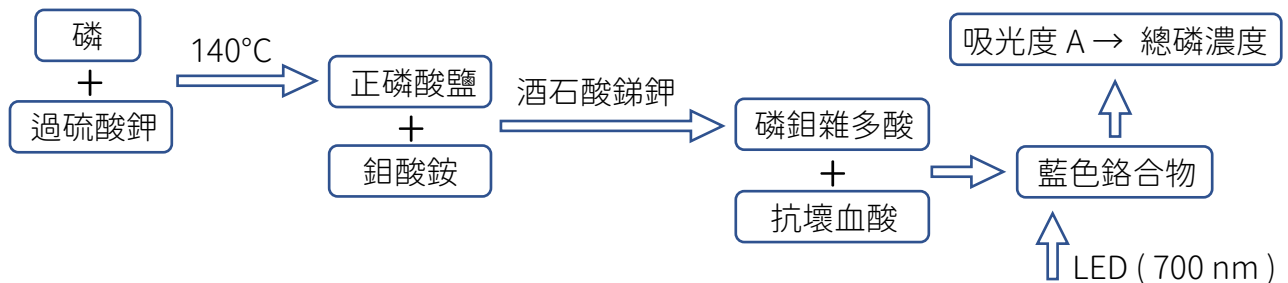 磷
+
過硫酸鉀
140°C
正磷酸鹽
+
鉬酸銨
酒石酸銻鉀
磷鉬雜多酸
+
抗壞血酸
吸光度 A → 總磷濃度
藍色鉻合物
LED ( 700 nm )